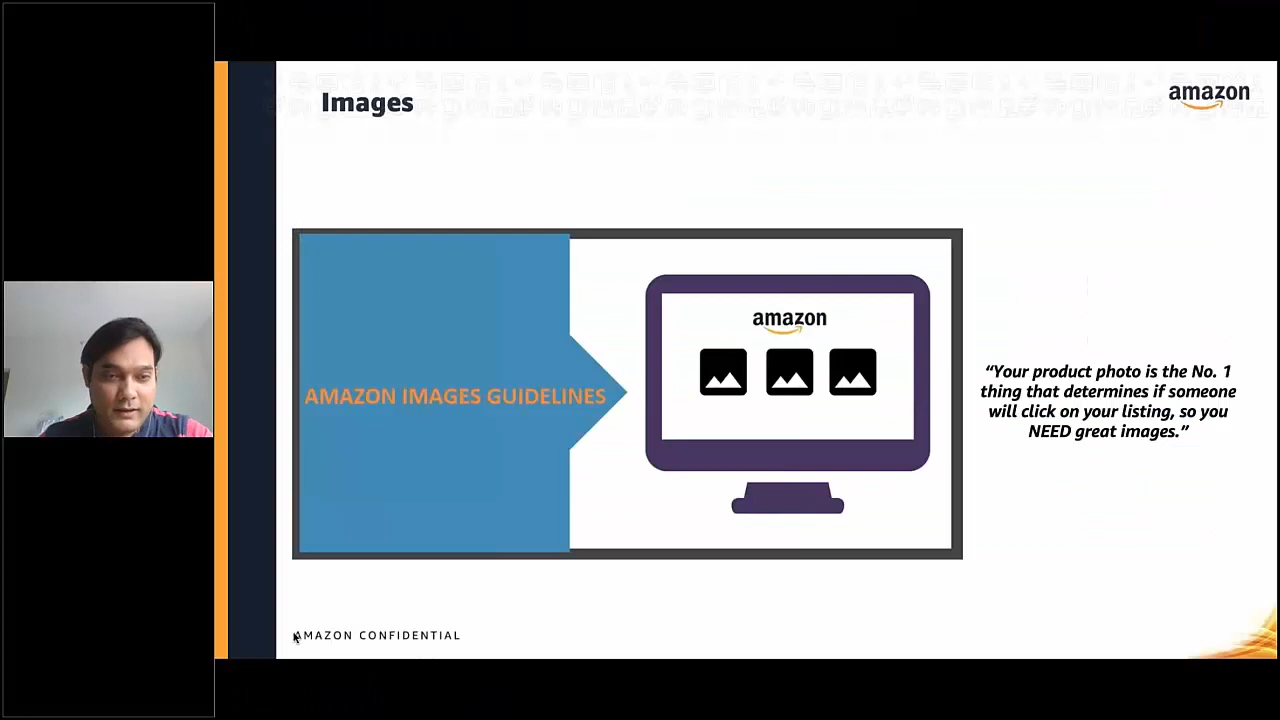 Images
amazon
AMAZON IMAGES GUIDELINES
amazon
“Your product photo is the No. 1
thing that determines if someone
will click on your listing, so you
NEED great images.”
AMAZON CONFIDENTIAL